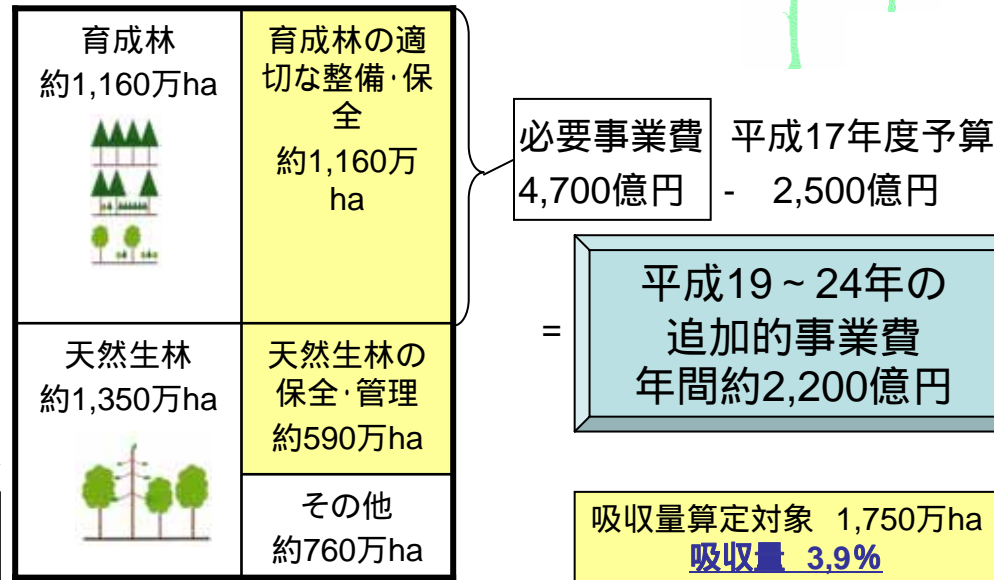 育成林
約1,160万ha
育成林の適
切な整備・保
全
約1,160万
ha
必要事業費
4,700億円
平成17年度予算
- 2,500億円
=
平成19~24年の
追加的事業費
年間約2,200億円
天然生林
約1,350万ha
天然生林の
保全・管理
約590万ha
その他
約760万ha
吸収量算定対象 1,750万ha
吸収量 3,9%